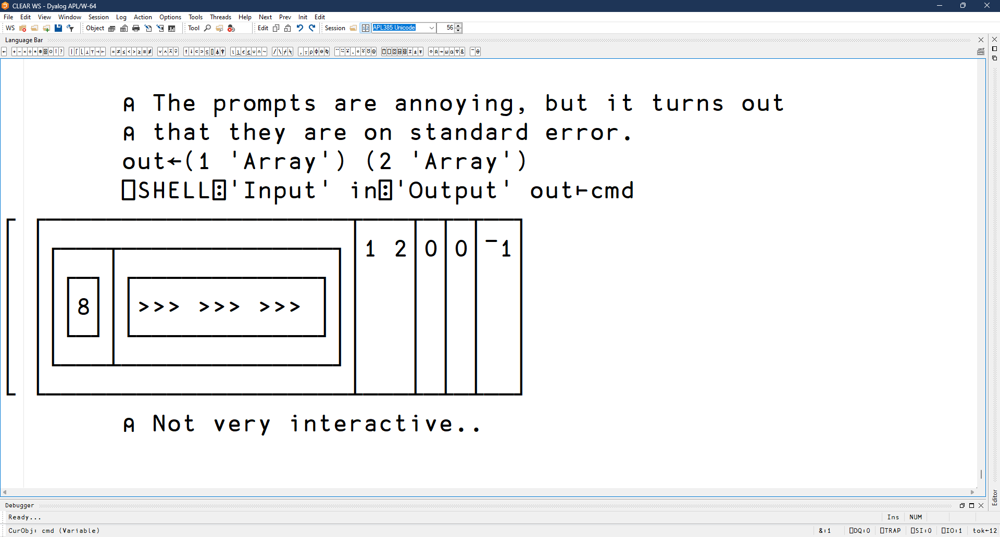 CLEAR WS - Dyalog APL/W-64
File Edit View Window Session Log Action Options Tools Threads Help Next Prev Init Edit
WS Object Tool Edit Session APL385 Unicode 56
Language Bar
⍝ The prompts are annoying, but it turns out
⍝ that they are on standard error.
out←(1 'Array') (2 'Array')
⎕SHELL⍠'Input' in⍠'Output' out⊢cmd
1 2 0 0 ¯1
8 >>> >>> >>>
⍝ Not very interactive..
Editor
Debugger
Ready...
Ins NUM
CurObj: cmd (Variable)
&:1 ⎕DQ:0 ⎕TRAP ⎕SI:0 ⎕IO:1 tok←12